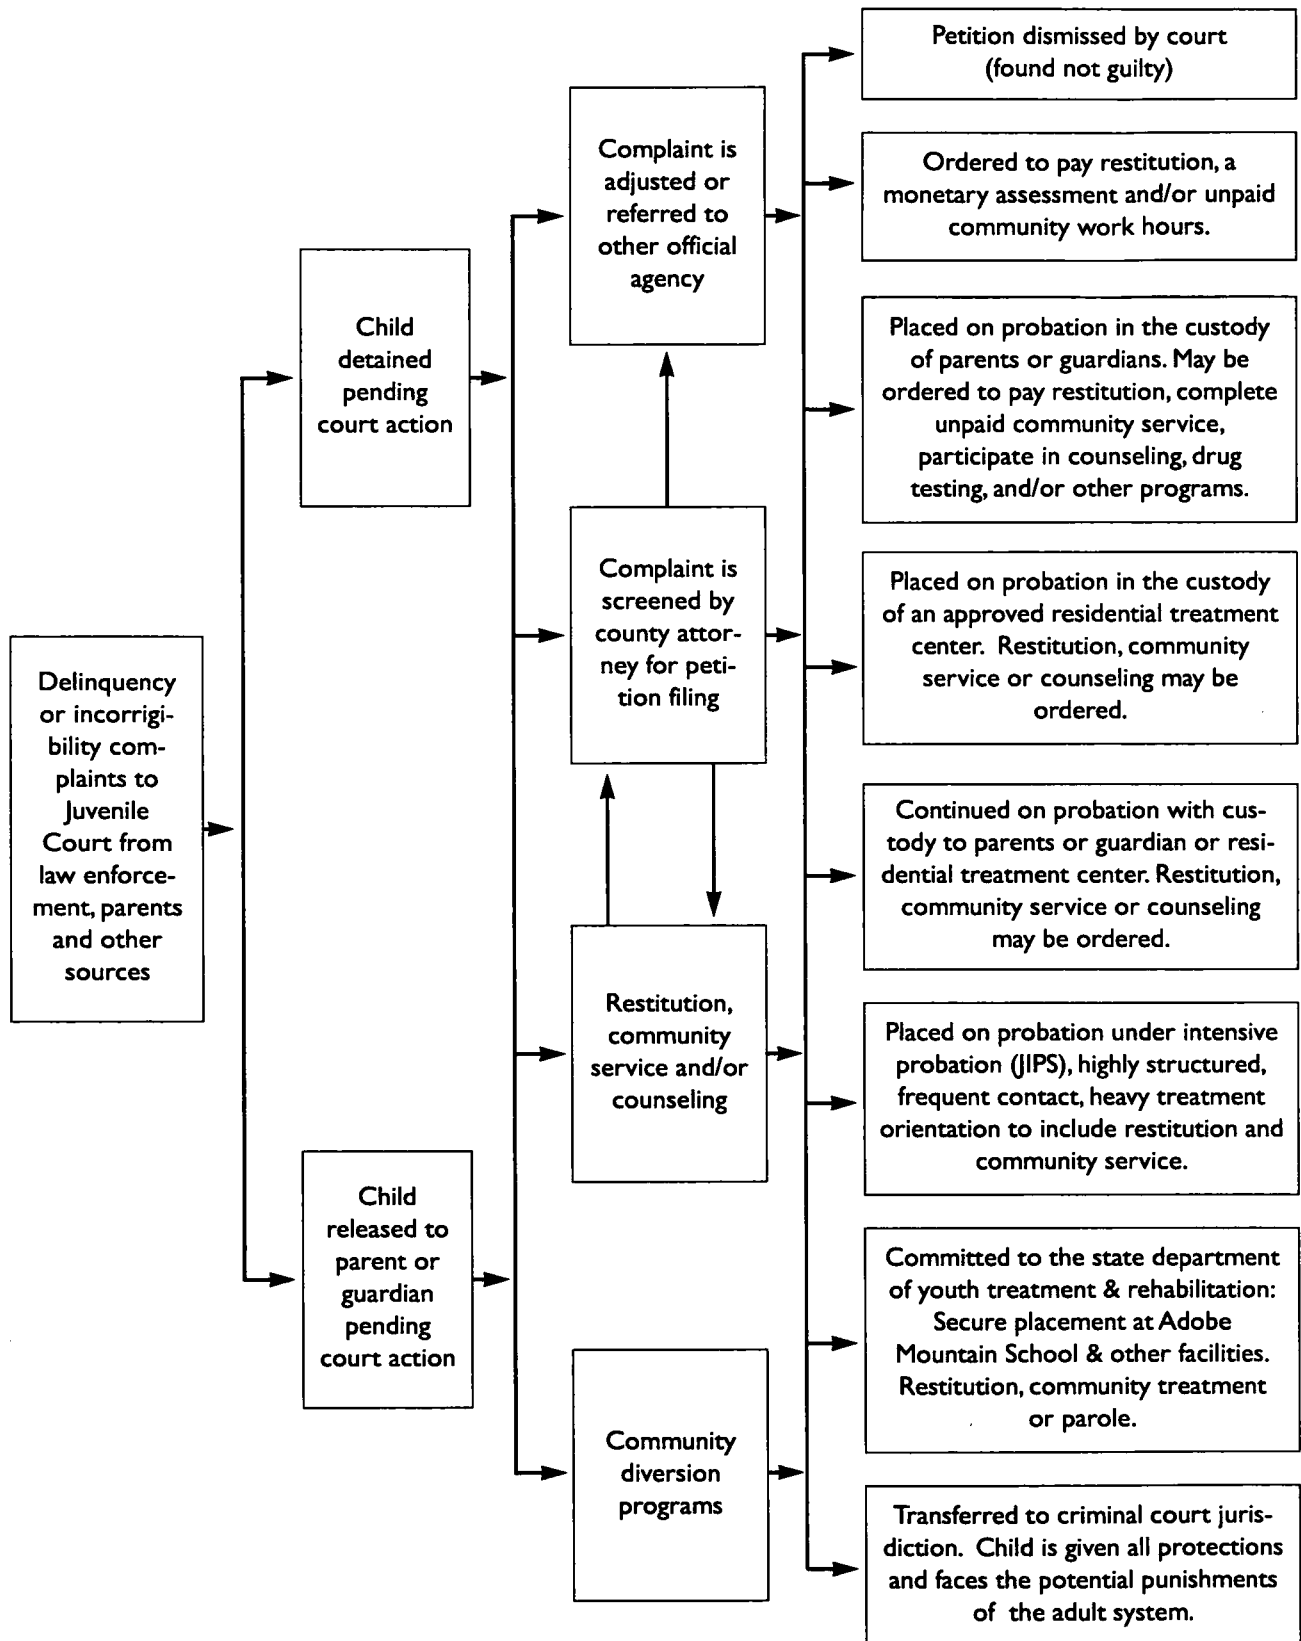 Delinquency
or incorrigi-
bility com-
plaints to
Juvenile
Court from
law enforce-
ment, parents
and other
sources
Child
detained
pending
court action
Child
released to
parent or
guardian
pending
court action
Complaint is
adjusted or
referred to
other official
agency
Complaint is
screened by
county attor-
ney for peti-
tion filing
Restitution,
community
service and/or
counseling
Community
diversion
programs
Petition dismissed by court
(found not guilty)
Ordered to pay restitution, a
monetary assessment and/or unpaid
community work hours.
Placed on probation in the custody
of parents or guardians. May be
ordered to pay restitution, complete
unpaid community service,
participate in counseling, drug
testing, and/or other programs.
Placed on probation in the custody
of an approved residential treatment
center. Restitution, community
service or counseling may be
ordered.
Continued on probation with cus-
tody to parents or guardian or resi-
dential treatment center. Restitution,
community service or counseling
may be ordered.
Placed on probation under intensive
probation (JIPS), highly structured,
frequent contact, heavy treatment
orientation to include restitution and
community service.
Committed to the state department
of youth treatment & rehabilitation:
Secure placement at Adobe
Mountain School & other facilities.
Restitution, community treatment
or parole.
Transferred to criminal court juris-
diction. Child is given all protections
and faces the potential punishments
of the adult system.